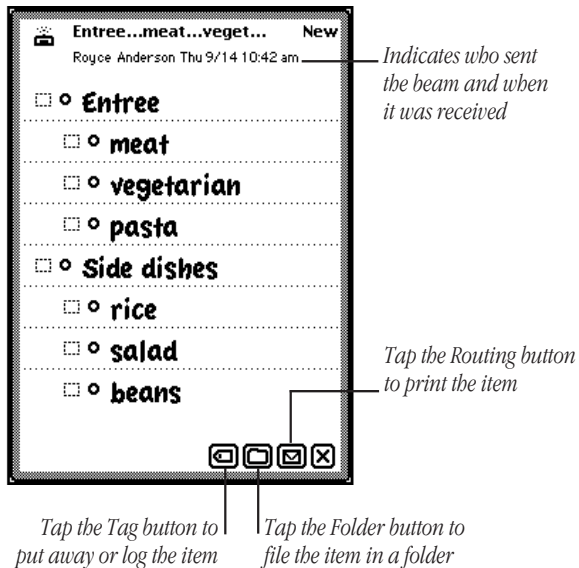 Entree...meat...veget... New
Royce Anderson Thu 9/14 10:42 am
Indicates who sent
the beam and when
it was received
Entree
meat
vegetarian
pasta
Side dishes
rice
salad
beans
Tap the Routing button
to print the item
Tap the Tag button to
put away or log the item
Tap the Folder button to
file the item in a folder